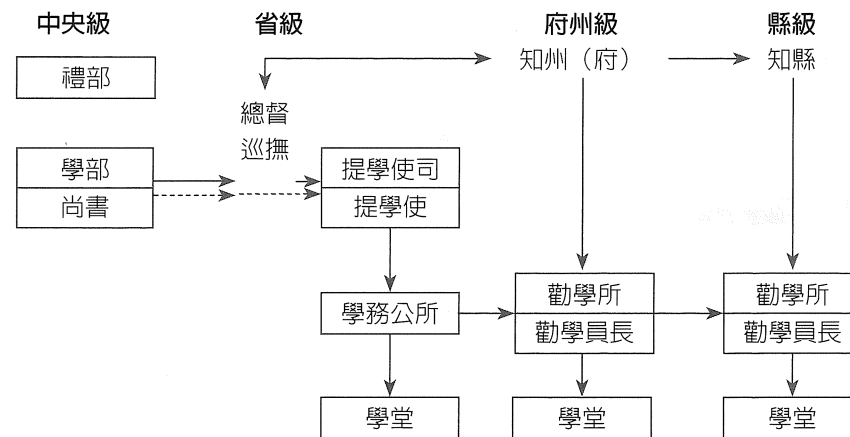 中央級
省級
府州級
縣級
禮部
總督
巡撫
知州（府）
知縣
學部
尚書
提學使司
提學使
學務公所
勸學所
勸學員長
勸學所
勸學員長
學堂
學堂
學堂